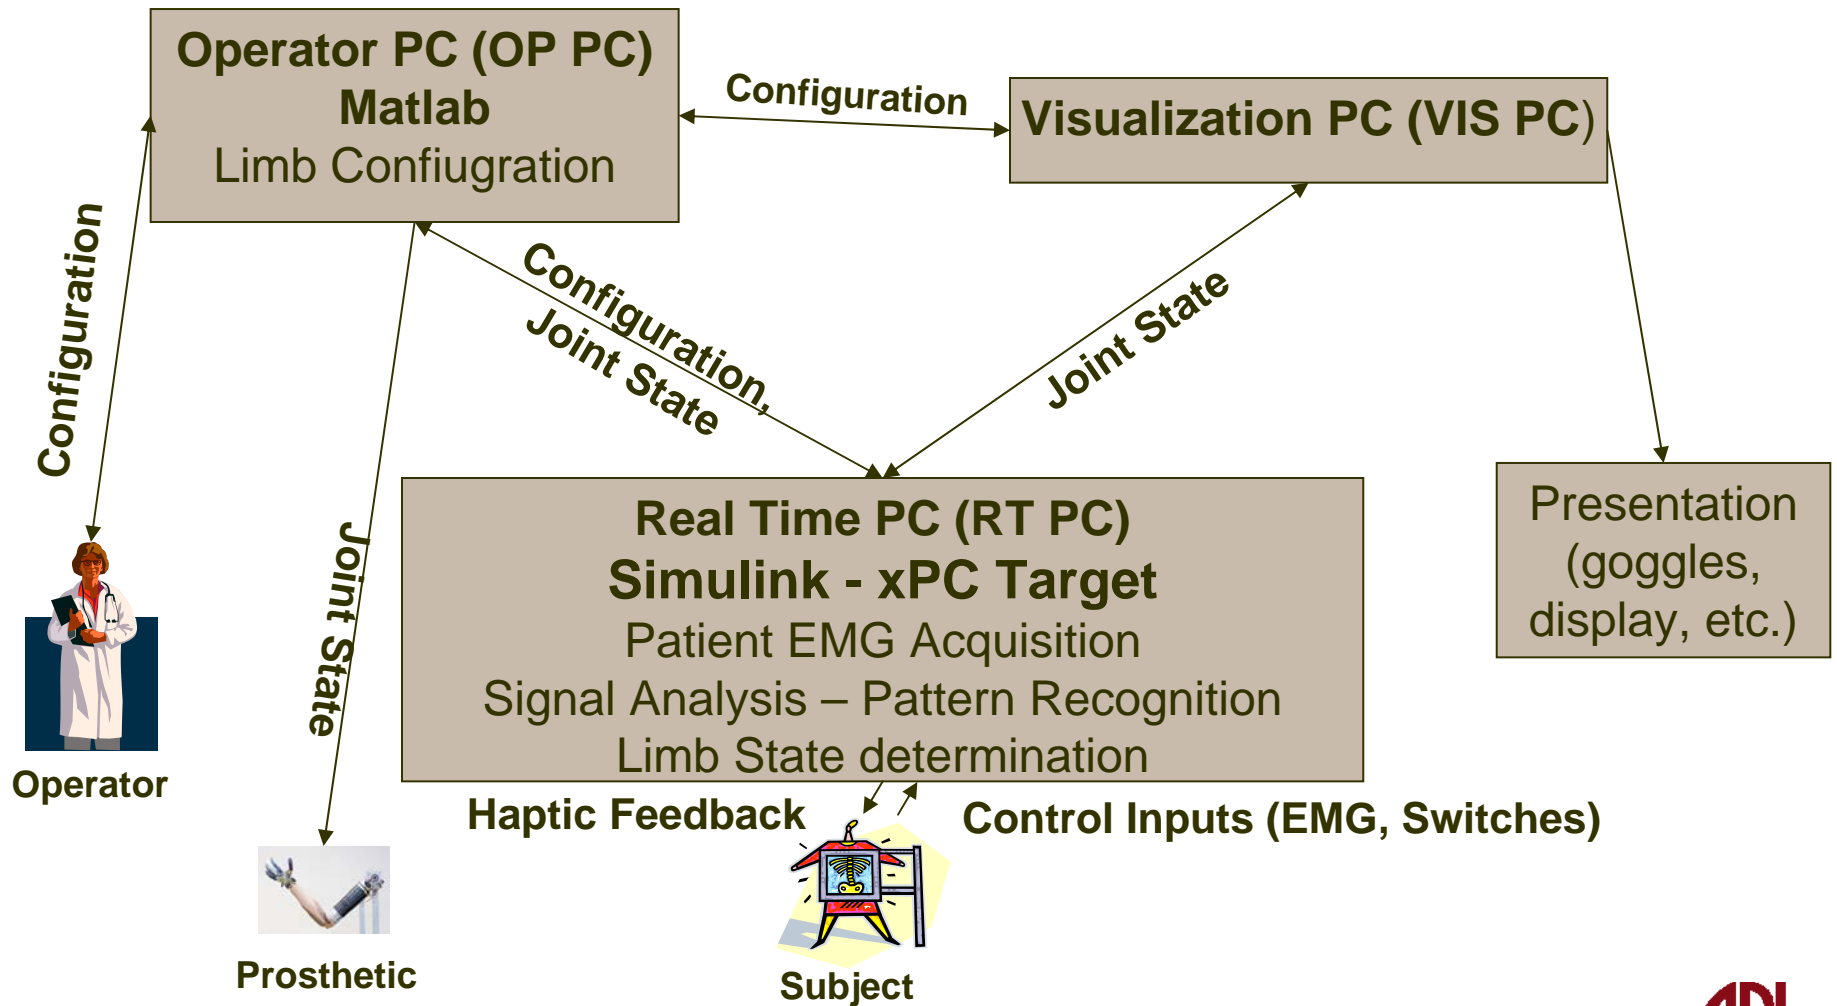 Operator PC (OP PC)
Matlab
Limb Confiugration
Configuration
Visualization PC (VIS PC)
Configuration
Configuration,
Joint State
Joint State
Joint State
Real Time PC (RT PC)
Simulink - xPC Target
Patient EMG Acquisition
Signal Analysis – Pattern Recognition
Limb State determination
Presentation
(goggles,
display, etc.)
Operator
Haptic Feedback
Control Inputs (EMG, Switches)
Prosthetic
Subject